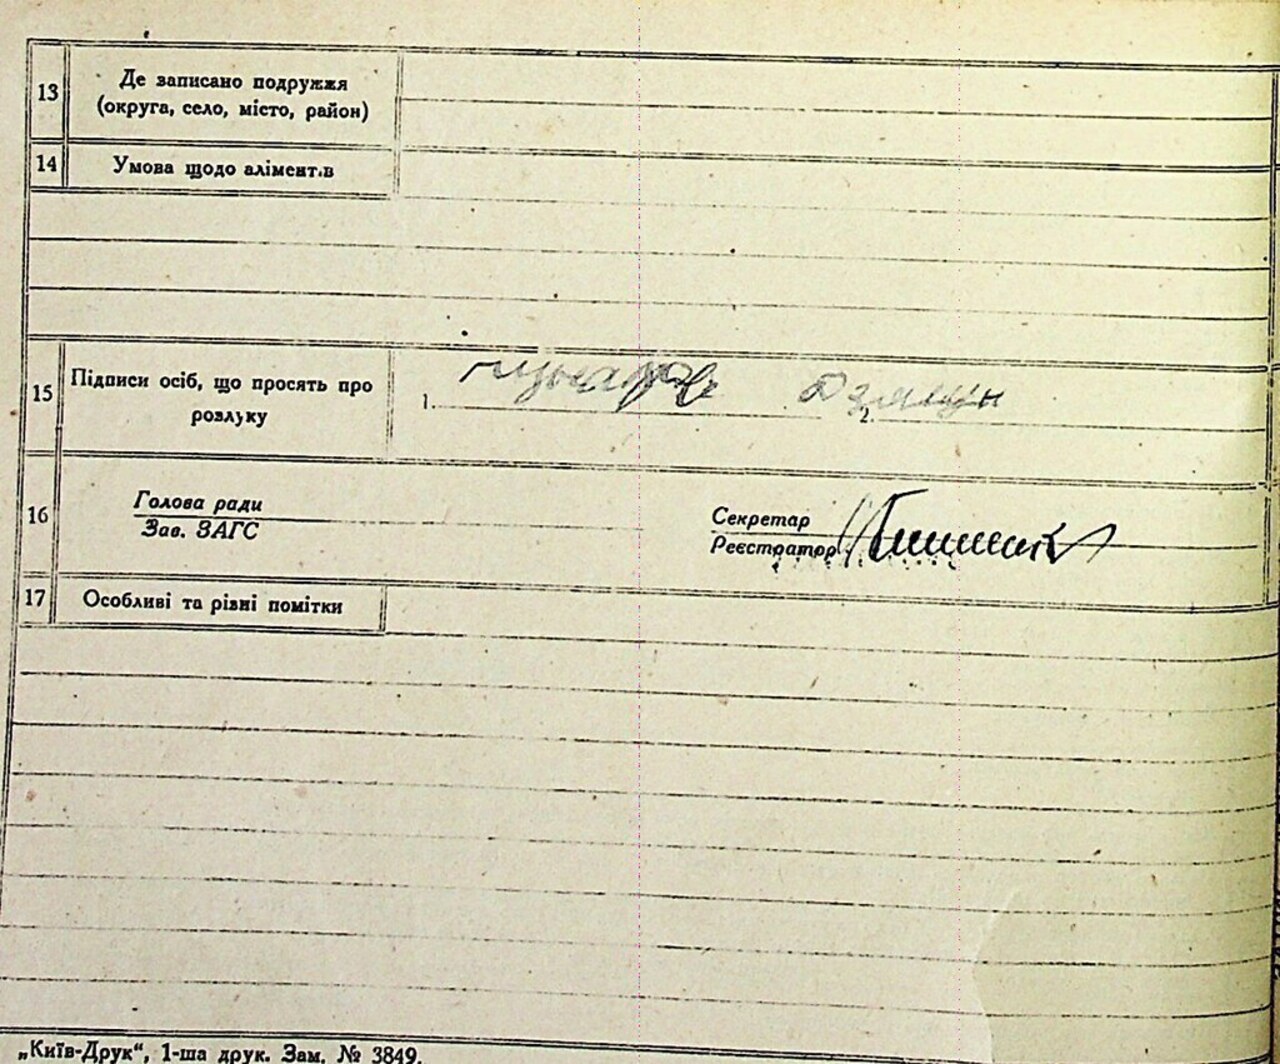 13 Де записано подружжя
(округа, село, місто, район)
14 Умова щодо аліментів
15 Підписи осіб, що просять про
розлуку
1. 2.
16 Голова ради
Зав. ЗАГС
Секретар
Реєстратор
17 Особливі та різні помітки
„Київ-Друк“, 1-ша друк. Зам. № 3849.